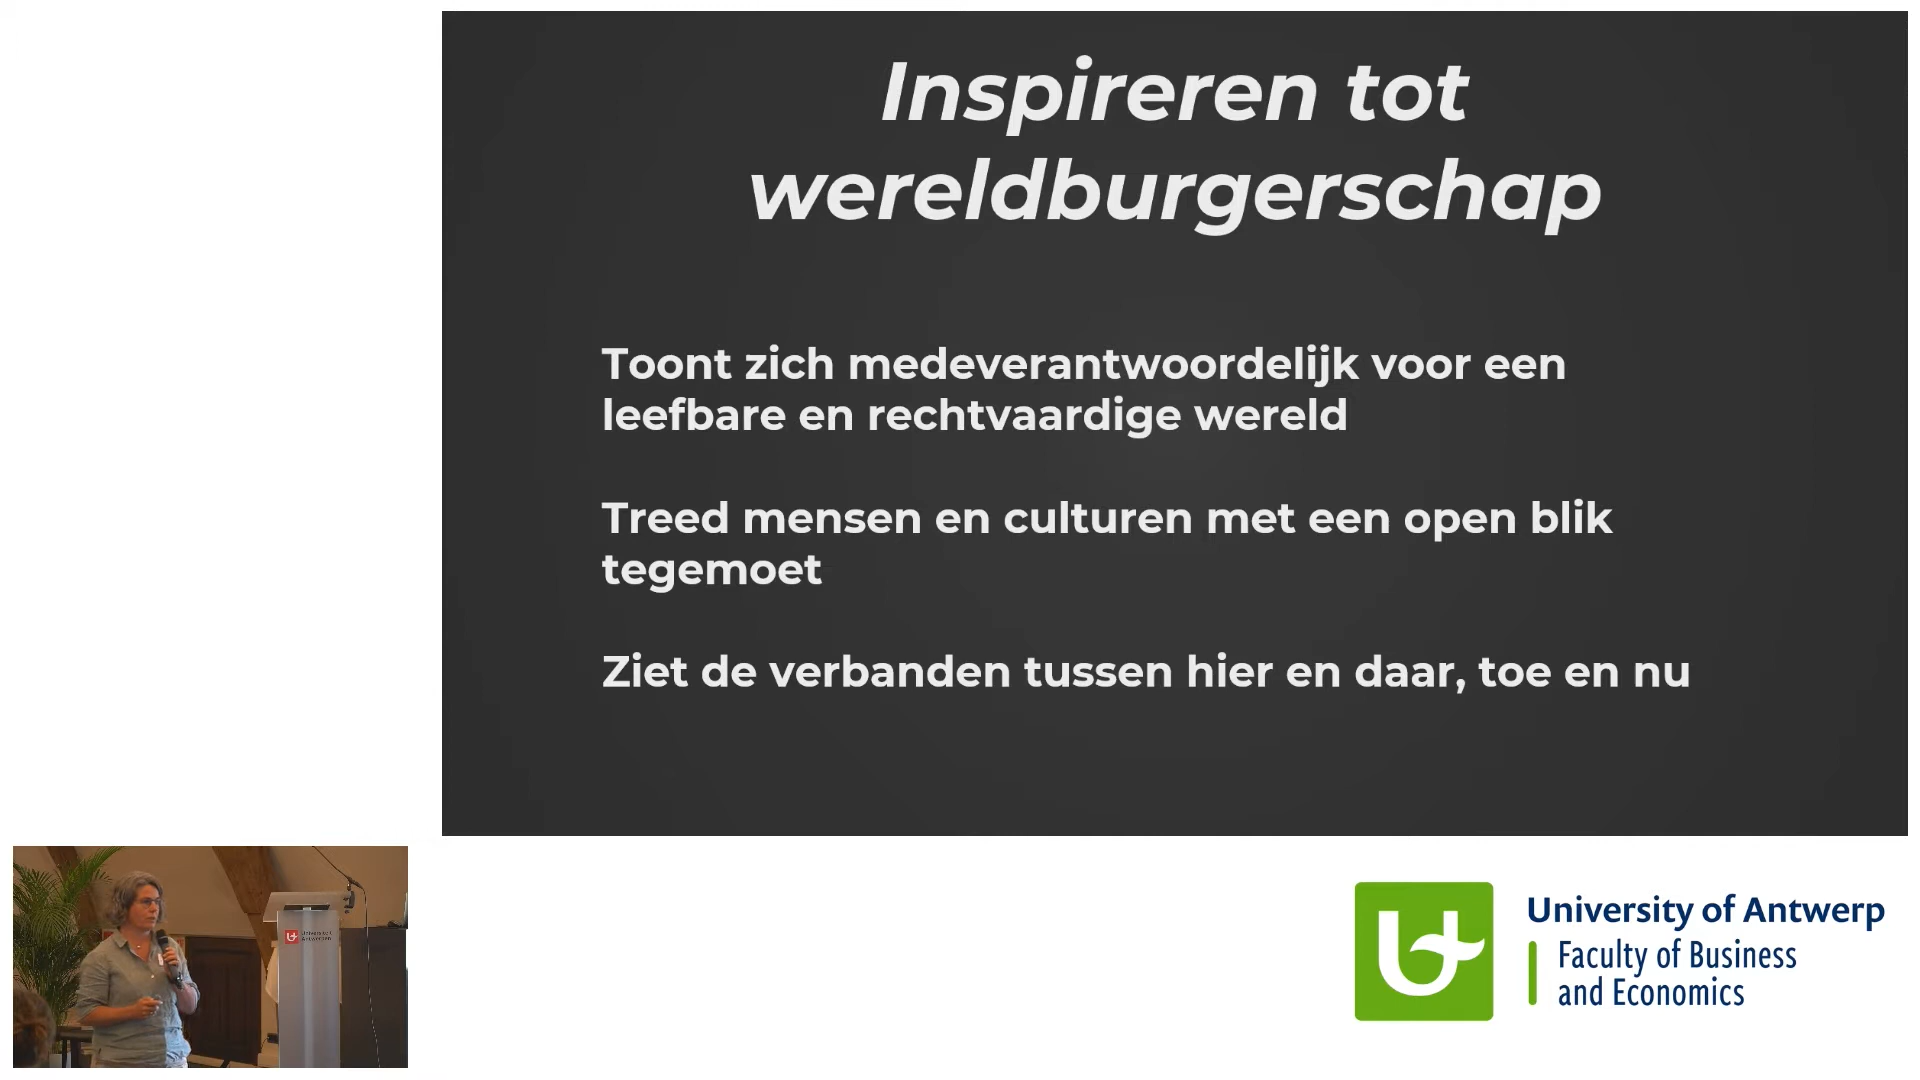 Inspireren tot
wereldburgerschap
Toont zich medeverantwoordelijk voor een
leefbare en rechtvaardige wereld
Treed mensen en culturen met een open blik
tegemoet
Ziet de verbanden tussen hier en daar, toe en nu
Universiteit
Antwerpen
University of Antwerp
Faculty of Business
and Economics